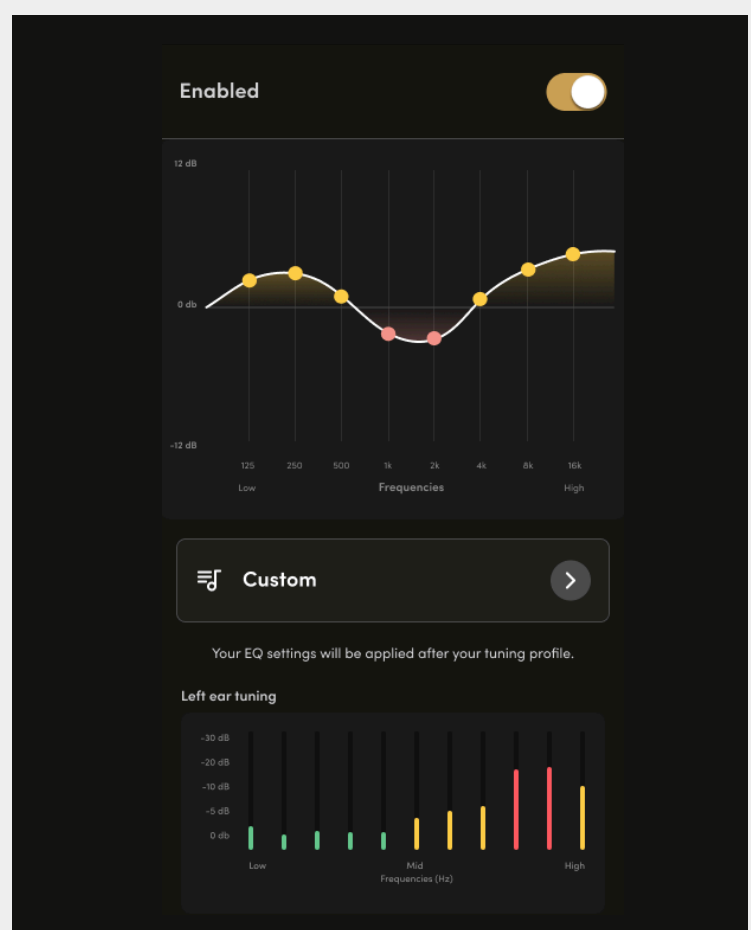 Enabled
12 dB
0 db
-12 dB
125 250 500 1k 2k 4k 8k 16k
Low Frequencies High
Custom
Your EQ settings will be applied after your tuning profile.
Left ear tuning
-30 dB
-20 dB
-10 dB
-5 dB
0 db
Low Mid High
Frequencies (Hz)